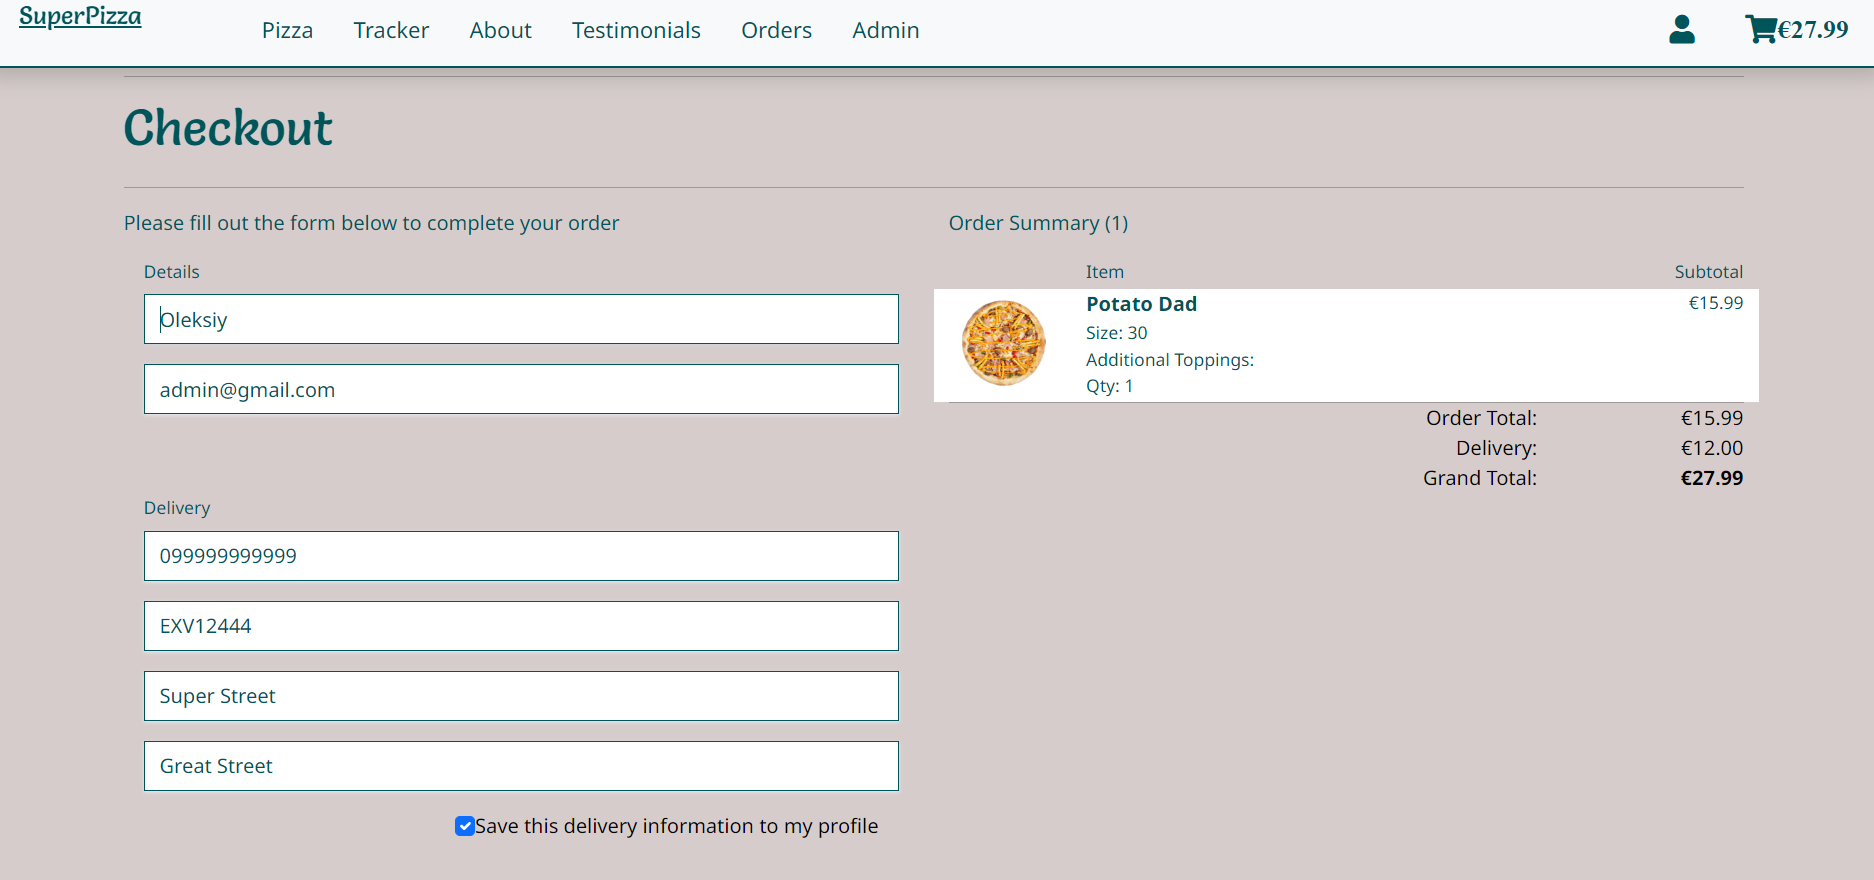 SuperPizza
Pizza Tracker About Testimonials Orders Admin
€27.99
Checkout
Please fill out the form below to complete your order
Details
Oleksiy
admin@gmail.com
Delivery
099999999999
EXV12444
Super Street
Great Street
Save this delivery information to my profile
Order Summary (1)
Item Subtotal
Potato Dad €15.99
Size: 30
Additional Toppings:
Qty: 1
Order Total: €15.99
Delivery: €12.00
Grand Total: €27.99